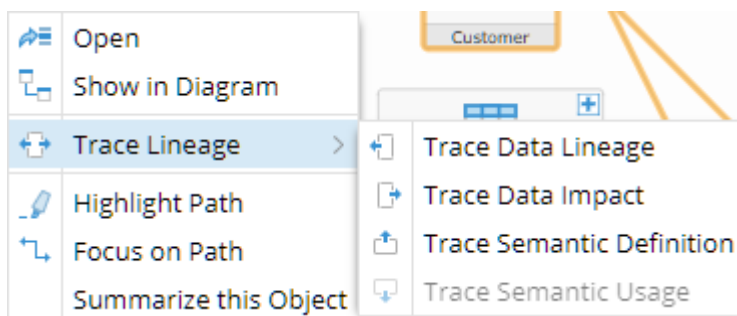 Open
Show in Diagram
Trace Lineage
Highlight Path
Focus on Path
Summarize this Object
Customer
Trace Data Lineage
Trace Data Impact
Trace Semantic Definition
Trace Semantic Usage